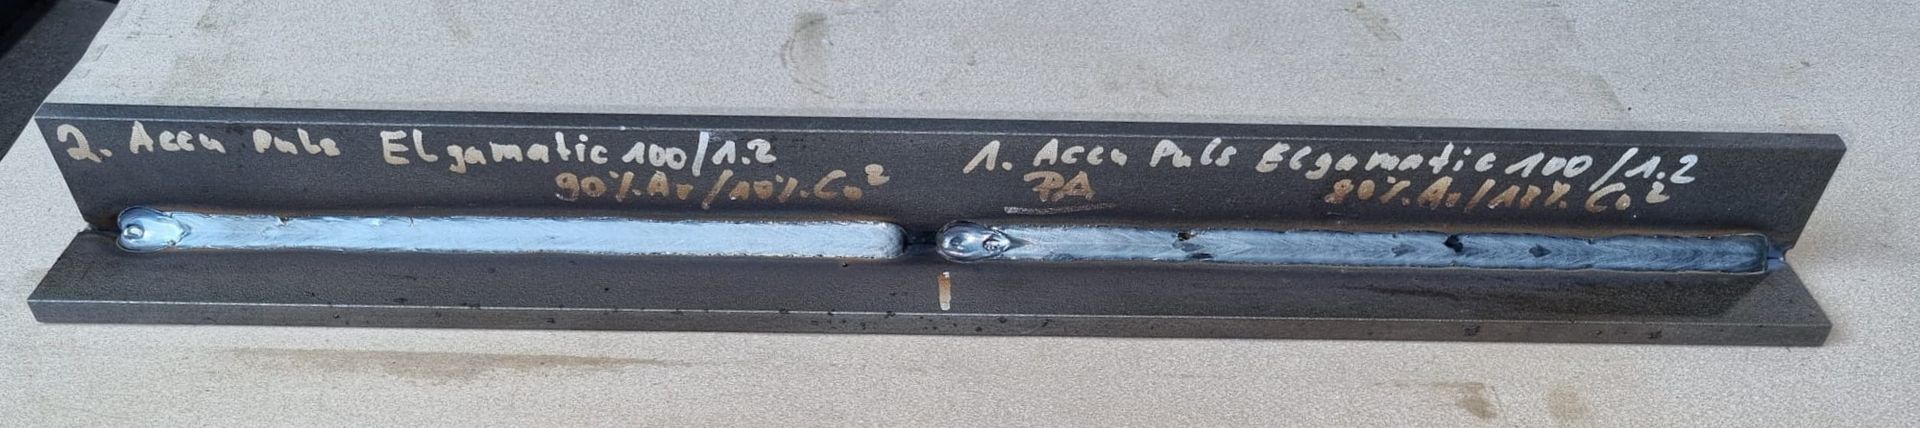 2. Accu Puls Elgamatic 100/1.2
90% Ar/10% Co²
1. Accu Puls Elgamatic 100/1.2
PA
Ar/18% Co²